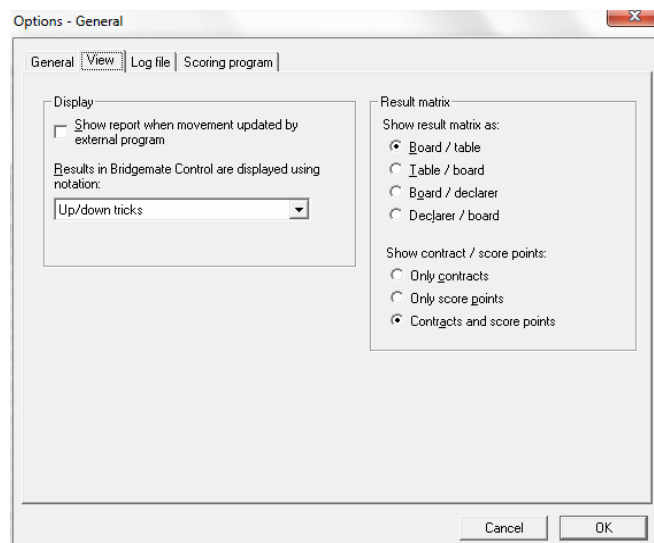 Options - General
General
View
Log file
Scoring program
Display
Show report when movement updated by
external program
Results in Bridgemate Control are displayed using
notation:
Up/down tricks
Result matrix
Show result matrix as:
Board / table
Table / board
Board / declarer
Declarer / board
Show contract / score points:
Only contracts
Only score points
Contracts and score points
Cancel
OK